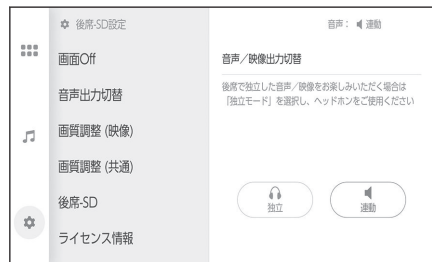 後席-SD設定
音声： 連動
画面Off
音声出力切替
画質調整 (映像)
画質調整 (共通)
後席-SD
ライセンス情報
音声／映像出力切替
後席で独立した音声／映像をお楽しみいただく場合は
「独立モード」を選択し、ヘッドホンをご使用ください
独立
連動